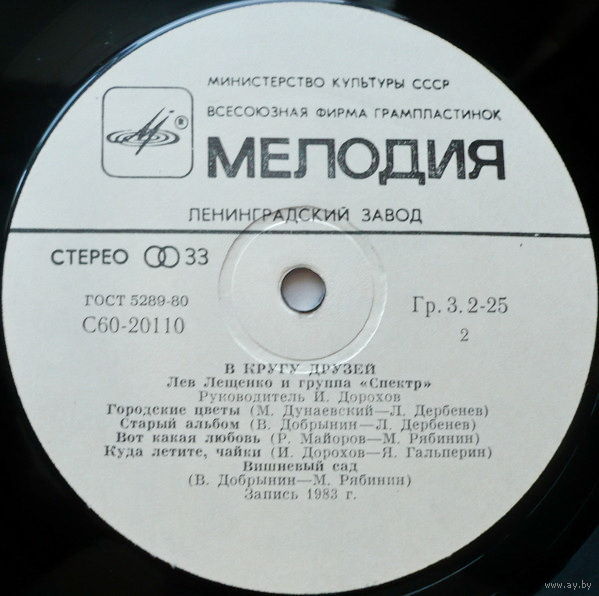 МИНИСТЕРСТВО КУЛЬТУРЫ СССР
ВСЕСОЮЗНАЯ ФИРМА ГРАМПЛАСТИНОК
®
МЕЛОДИЯ
ЛЕНИНГРАДСКИЙ ЗАВОД
СТЕРЕО 33
ГОСТ 5289-80
С60-20110
Гр. 3. 2-25
2
В КРУГУ ДРУЗЕЙ
Лев Лещенко и группа «Спектр»
Руководитель И. Дорохов
Городские цветы (М. Дунаевский—Л. Дербенев)
Старый альбом (В. Добрынин—Л. Дербенев)
Вот какая любовь (Р. Майоров—М. Рябинин)
Куда летите, чайки (И. Дорохов—Я. Гальперин)
Вишневый сад
(В. Добрынин—М. Рябинин)
Запись 1983 г.
www.ay.by